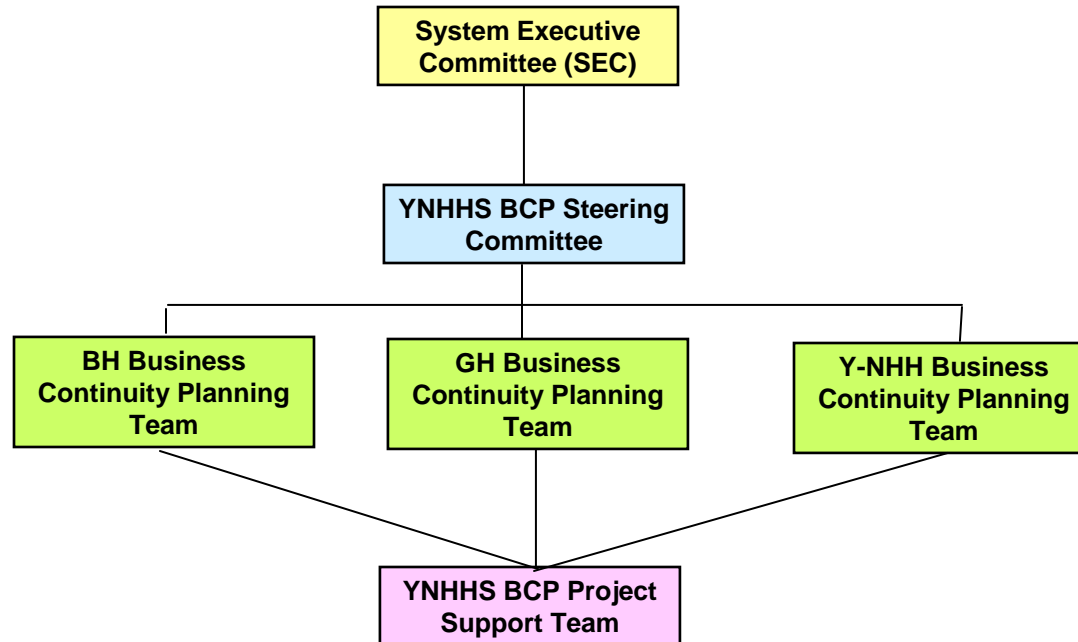 System Executive
Committee (SEC)
YNHHS BCP Steering
Committee
BH Business
Continuity Planning
Team
GH Business
Continuity Planning
Team
Y-NHH Business
Continuity Planning
Team
YNHHS BCP Project
Support Team